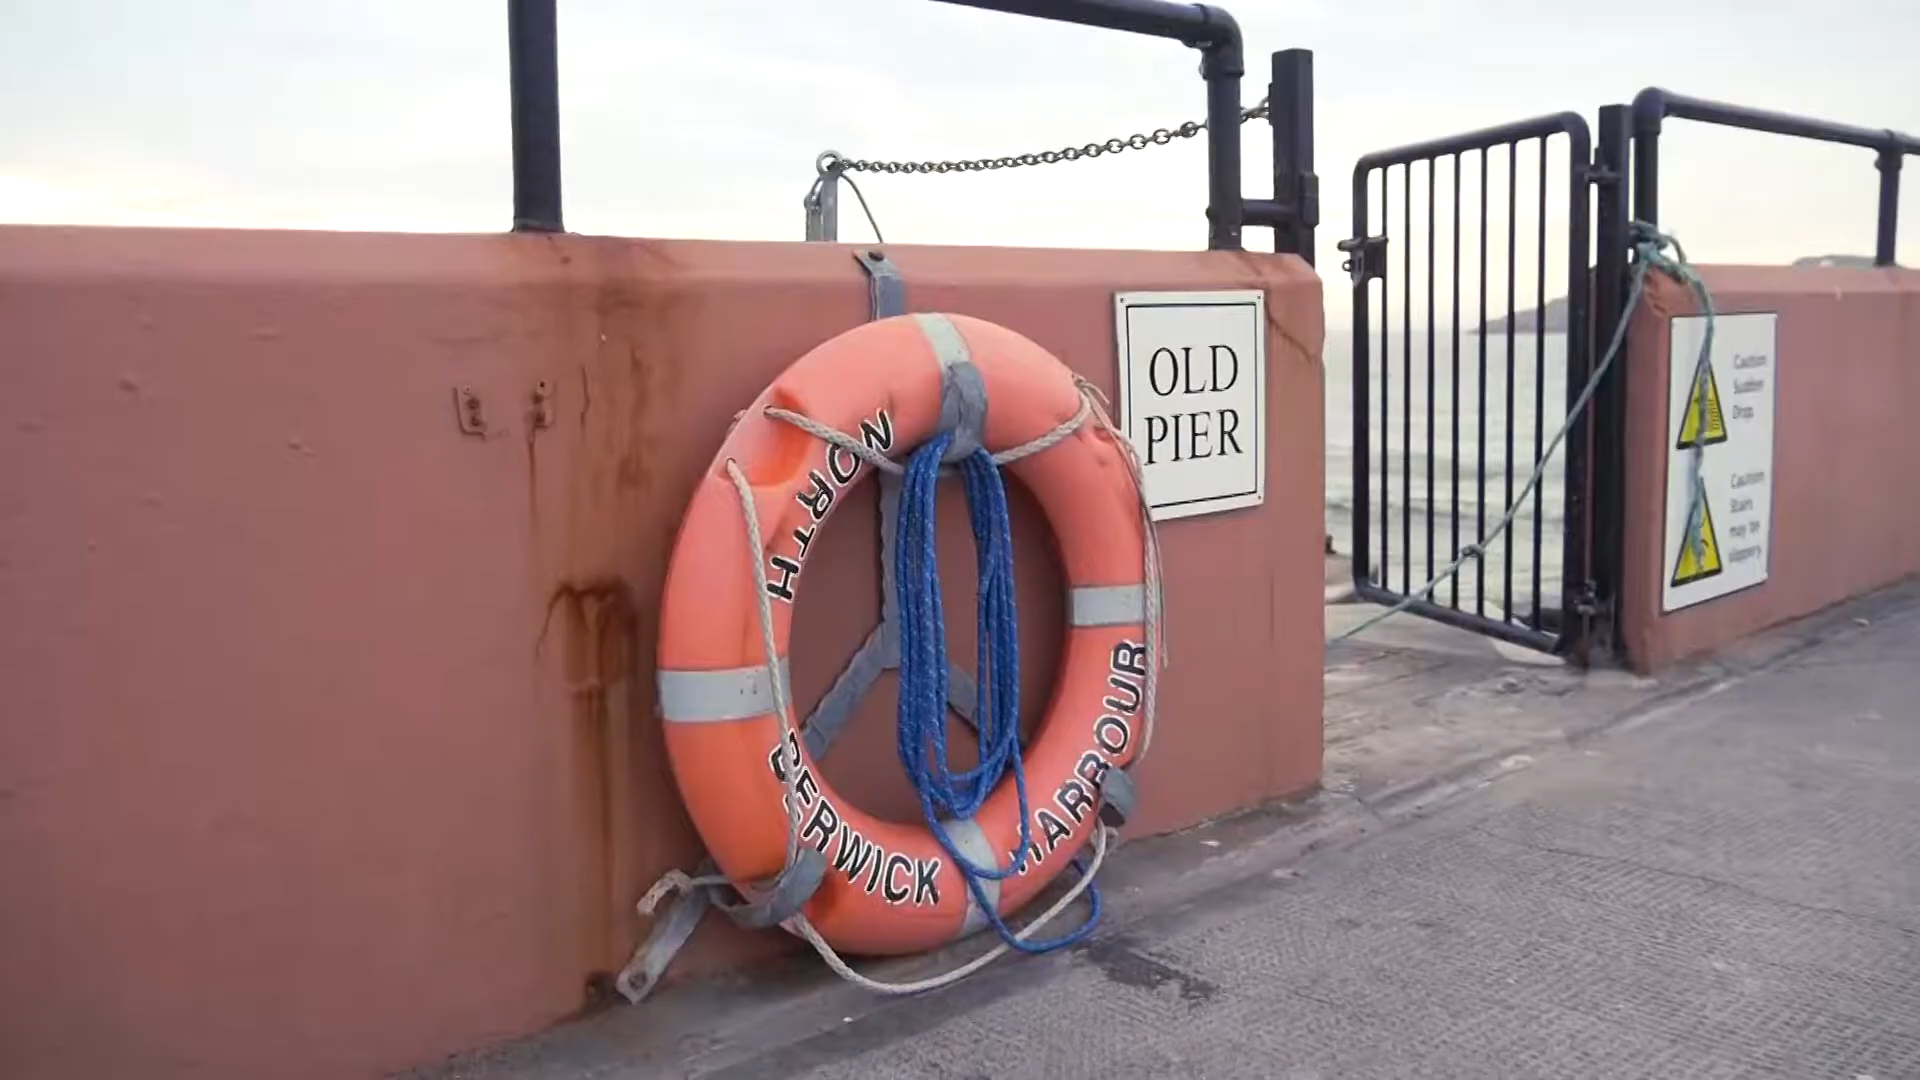 NORTH
BERWICK
HARBOUR
OLD
PIER
Caution
Sudden
Drop
Caution
Stairs
may be
slippery